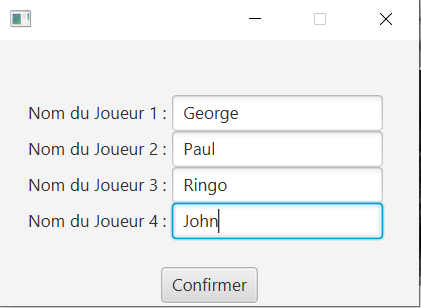 Nom du Joueur 1 : George
Nom du Joueur 2 : Paul
Nom du Joueur 3 : Ringo
Nom du Joueur 4 : John
Confirmer